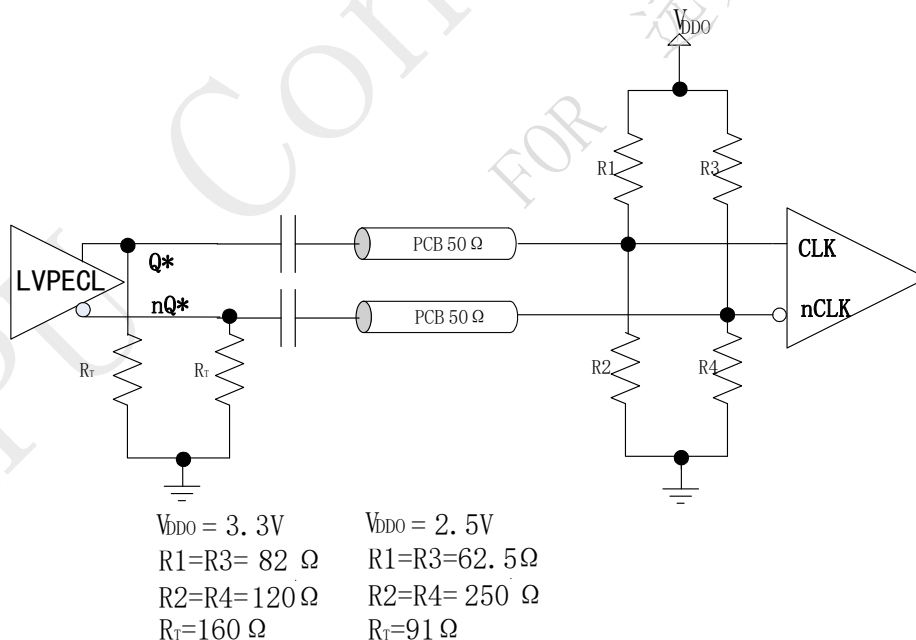 VDDO
R1
R3
PCB 50 Ω
CLK
Q*
LVPECL
nQ*
nCLK
PCB 50 Ω
RT
RT
R2
R4
VDDO = 3.3V
R1=R3= 82 Ω
R2=R4=120 Ω
RT=160 Ω
VDDO = 2.5V
R1=R3=62.5Ω
R2=R4= 250 Ω
RT=91 Ω
FOR